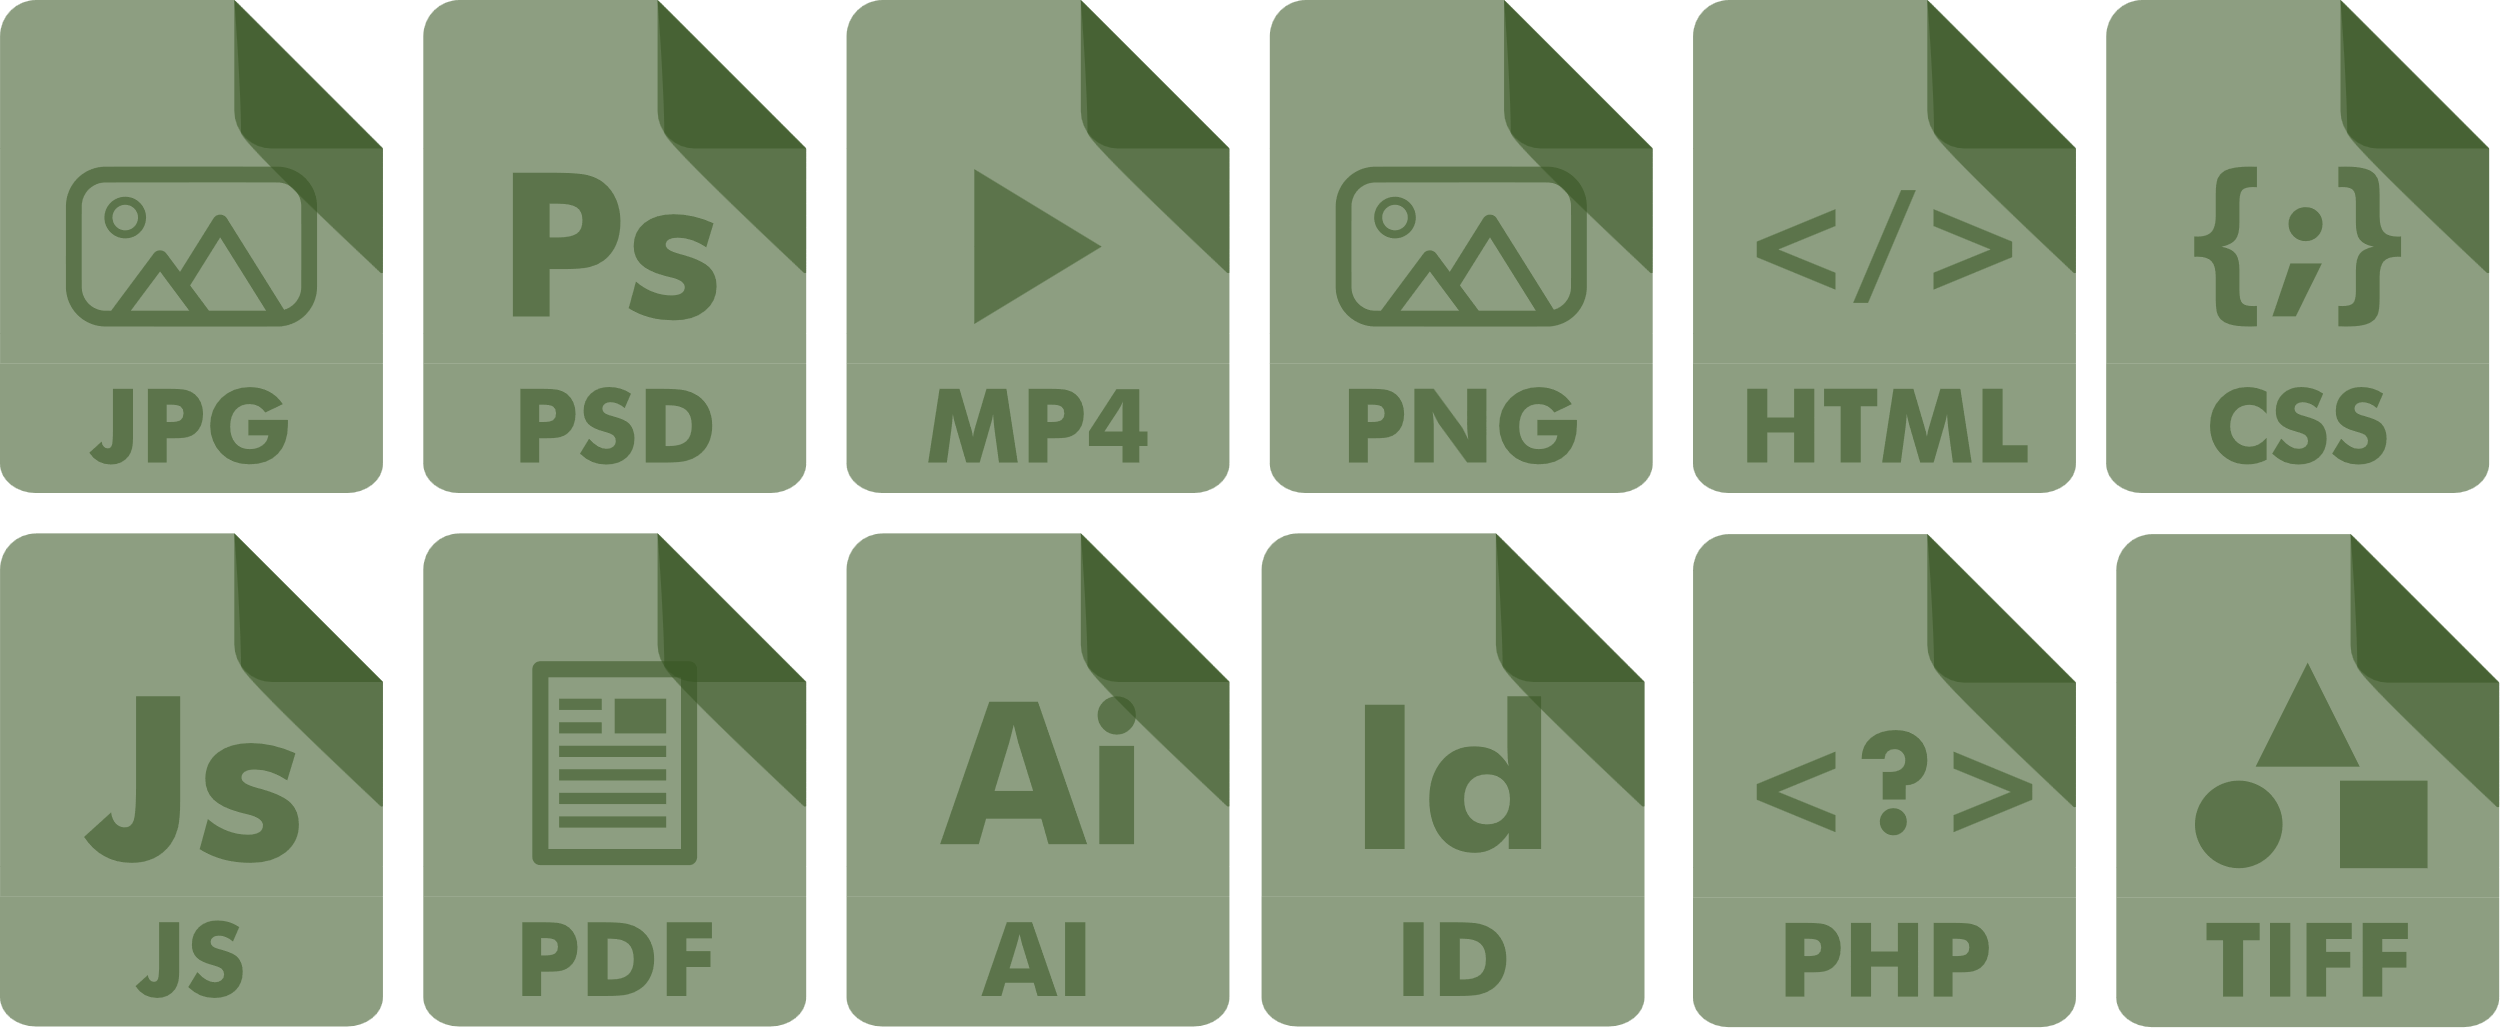 JPG
Ps
PSD
MP4
PNG
</>
HTML
{;}
CSS
Js
JS
PDF
Ai
AI
Id
ID
<?>
PHP
TIFF